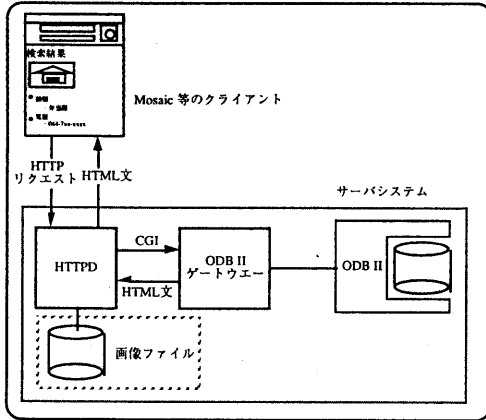 検索結果
Mosaic 等のクライアント
HTTP
リクエスト
HTML文
サーバシステム
HTTPD
CGI
HTML文
ODB II
ゲートウエー
ODB II
画像ファイル